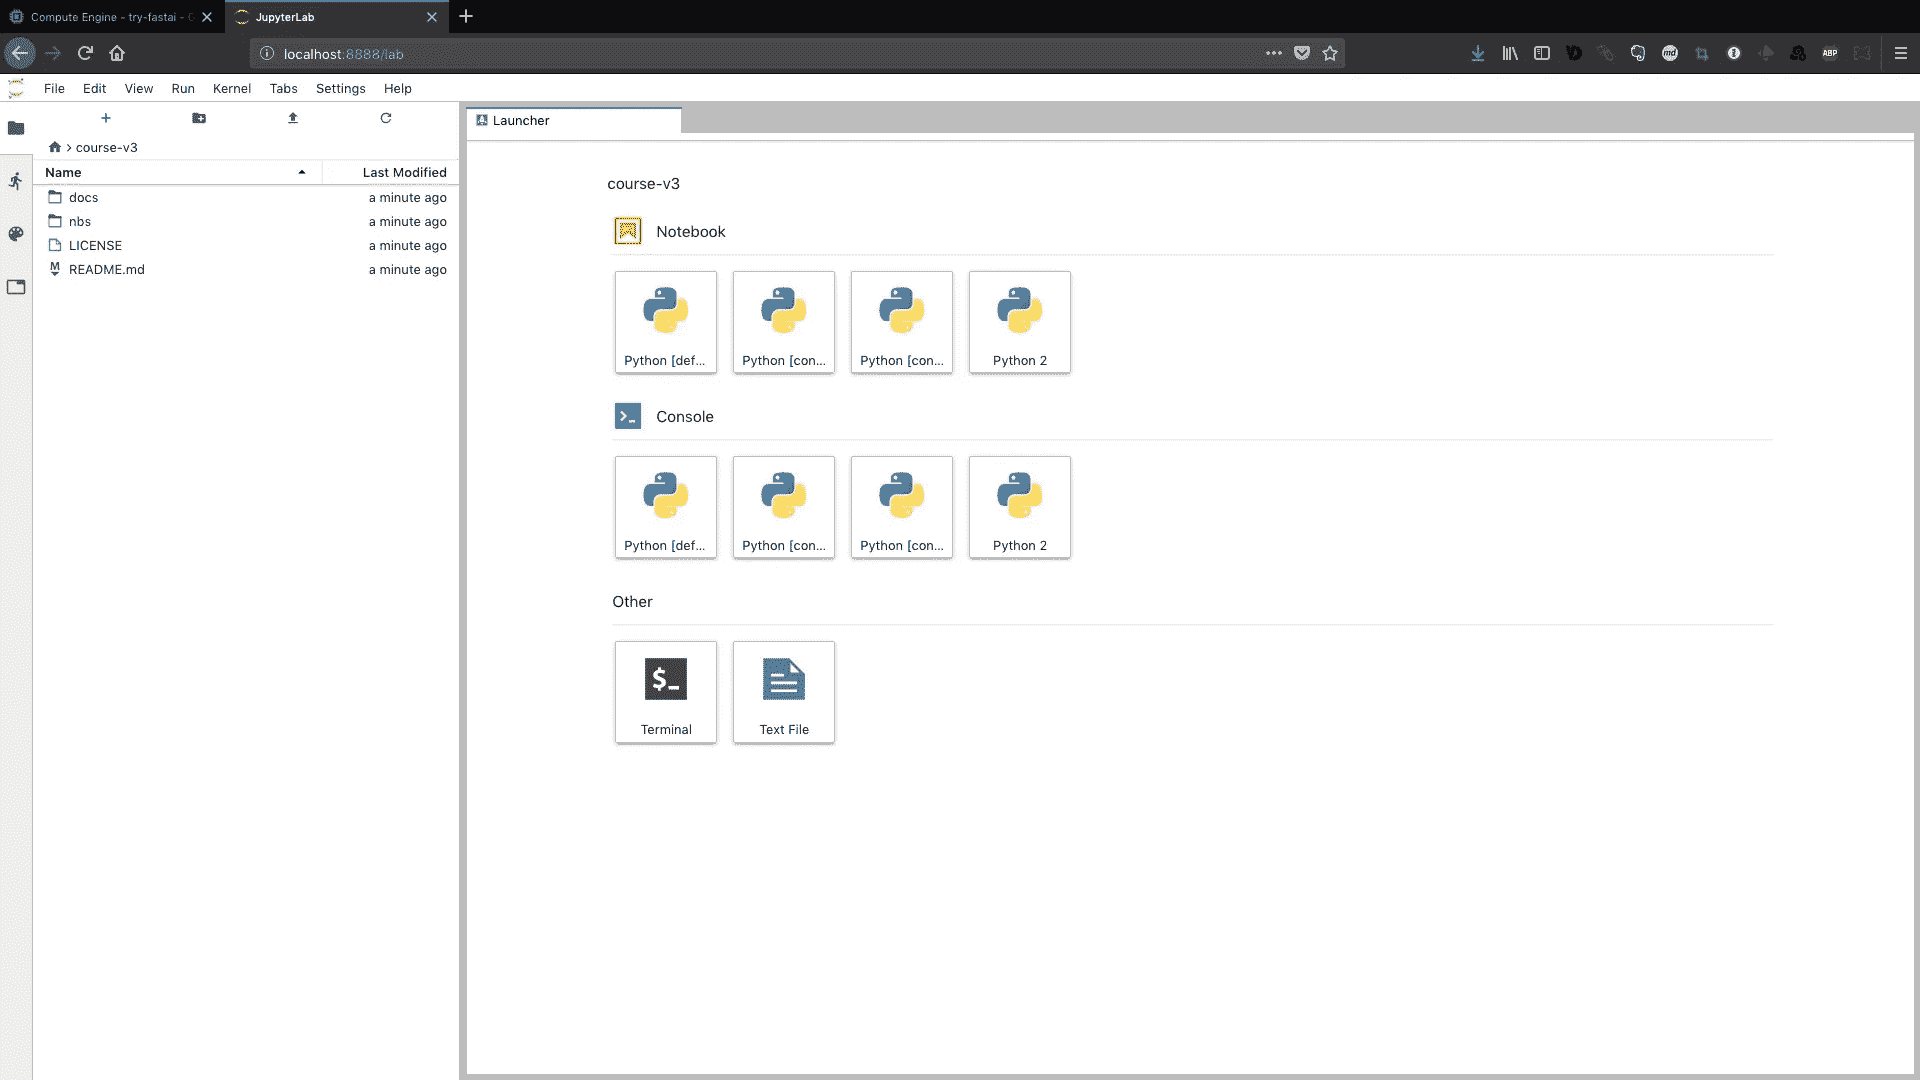 Compute Engine - try-fastai -
JupyterLab
localhost:8888/lab
ABP
File Edit View Run Kernel Tabs Settings Help
Launcher
course-v3
Name Last Modified
docs a minute ago
nbs a minute ago
LICENSE a minute ago
README.md a minute ago
course-v3
Notebook
Python [def... Python [con... Python [con... Python 2
Console
Python [def... Python [con... Python [con... Python 2
Other
$_
Terminal Text File